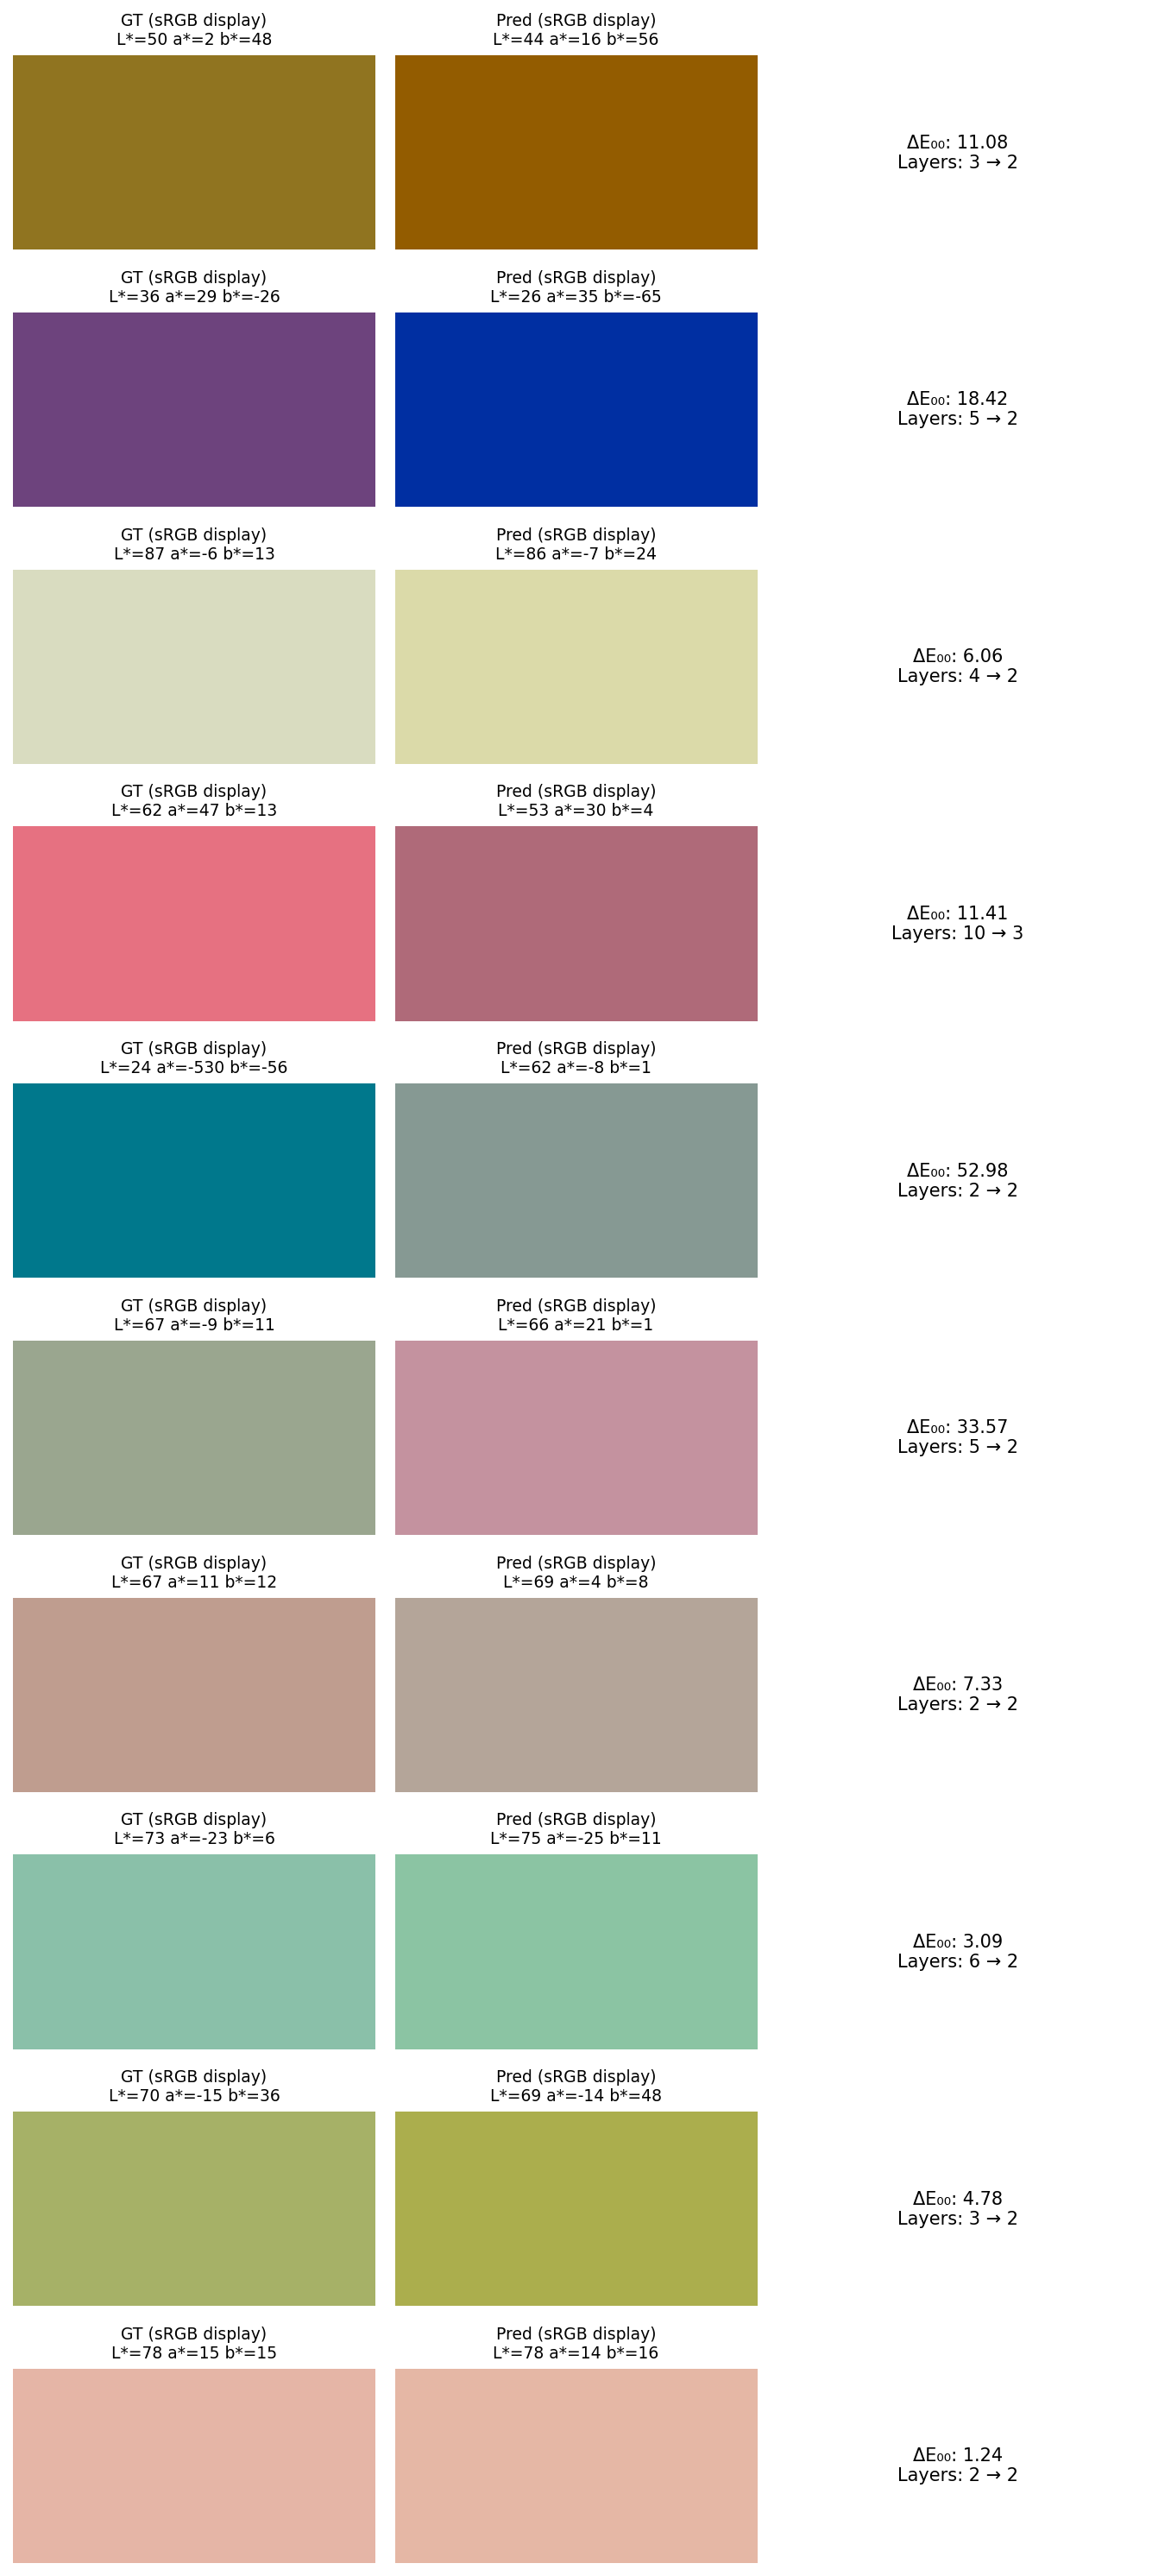 GT (sRGB display)
L*=50 a*=2 b*=48
Pred (sRGB display)
L*=44 a*=16 b*=56
ΔE₀₀: 11.08
Layers: 3 → 2
GT (sRGB display)
L*=36 a*=29 b*=-26
Pred (sRGB display)
L*=26 a*=35 b*=-65
ΔE₀₀: 18.42
Layers: 5 → 2
GT (sRGB display)
L*=87 a*=-6 b*=13
Pred (sRGB display)
L*=86 a*=-7 b*=24
ΔE₀₀: 6.06
Layers: 4 → 2
GT (sRGB display)
L*=62 a*=47 b*=13
Pred (sRGB display)
L*=53 a*=30 b*=4
ΔE₀₀: 11.41
Layers: 10 → 3
GT (sRGB display)
L*=24 a*=-530 b*=-56
Pred (sRGB display)
L*=62 a*=-8 b*=1
ΔE₀₀: 52.98
Layers: 2 → 2
GT (sRGB display)
L*=67 a*=-9 b*=11
Pred (sRGB display)
L*=66 a*=21 b*=1
ΔE₀₀: 33.57
Layers: 5 → 2
GT (sRGB display)
L*=67 a*=11 b*=12
Pred (sRGB display)
L*=69 a*=4 b*=8
ΔE₀₀: 7.33
Layers: 2 → 2
GT (sRGB display)
L*=73 a*=-23 b*=6
Pred (sRGB display)
L*=75 a*=-25 b*=11
ΔE₀₀: 3.09
Layers: 6 → 2
GT (sRGB display)
L*=70 a*=-15 b*=36
Pred (sRGB display)
L*=69 a*=-14 b*=48
ΔE₀₀: 4.78
Layers: 3 → 2
GT (sRGB display)
L*=78 a*=15 b*=15
Pred (sRGB display)
L*=78 a*=14 b*=16
ΔE₀₀: 1.24
Layers: 2 → 2